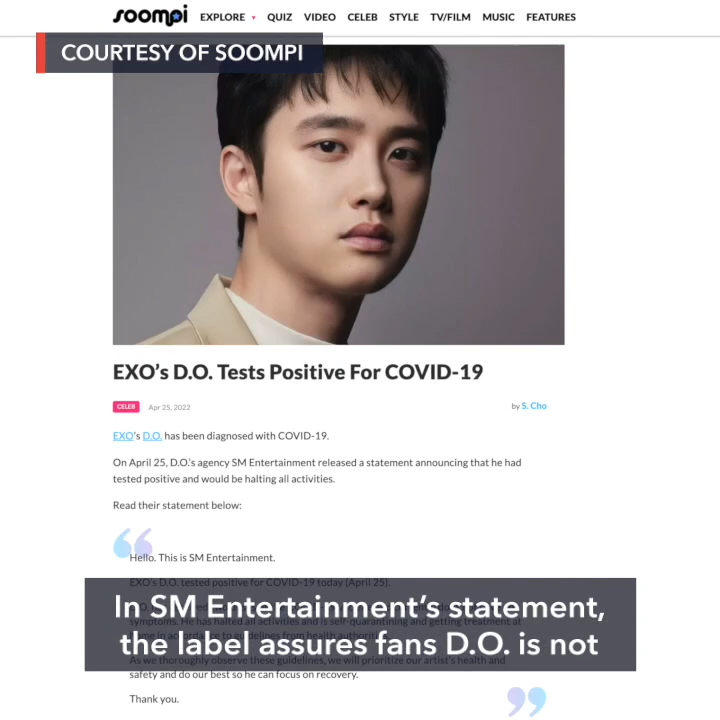 soompi EXPLORE QUIZ VIDEO CELEB STYLE TV/FILM MUSIC FEATURES
COURTESY OF SOOMPI
EXO’s D.O. Tests Positive For COVID-19
CELEB Apr 25, 2022 by S. Cho
EXO’s D.O. has been diagnosed with COVID-19.
On April 25, D.O.’s agency SM Entertainment released a statement announcing that he had
tested positive and would be halting all activities.
Read their statement below:
Hello. This is SM Entertainment.
EXO’s D.O. tested positive for COVID-19 today (April 25).
In SM Entertainment’s statement,
symptoms. He has halted all activities and is self-quarantining and getting treatment at
the label assures fans D.O. is not
As we thoroughly observe these guidelines, we will prioritize our artist’s health and
safety and do our best so he can focus on recovery.
Thank you.